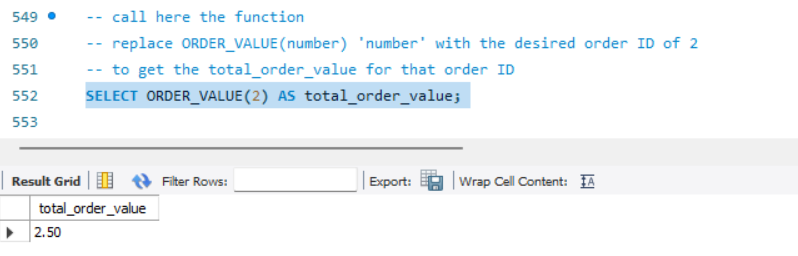 549 -- call here the function
550 -- replace ORDER_VALUE(number) 'number' with the desired order ID of 2
551 -- to get the total_order_value for that order ID
552 SELECT ORDER_VALUE(2) AS total_order_value;
553
Result Grid Filter Rows: Export: Wrap Cell Content: IA
total_order_value
2.50